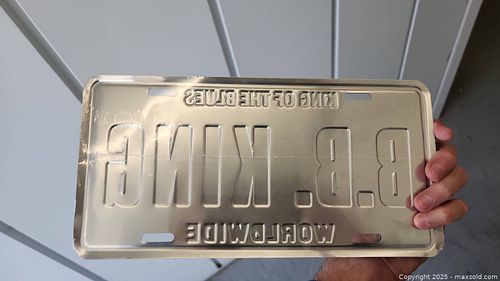 KING OF THE BLUES
B.B. KING
WORLDWIDE
Copyright © 2025 - maxsold.com